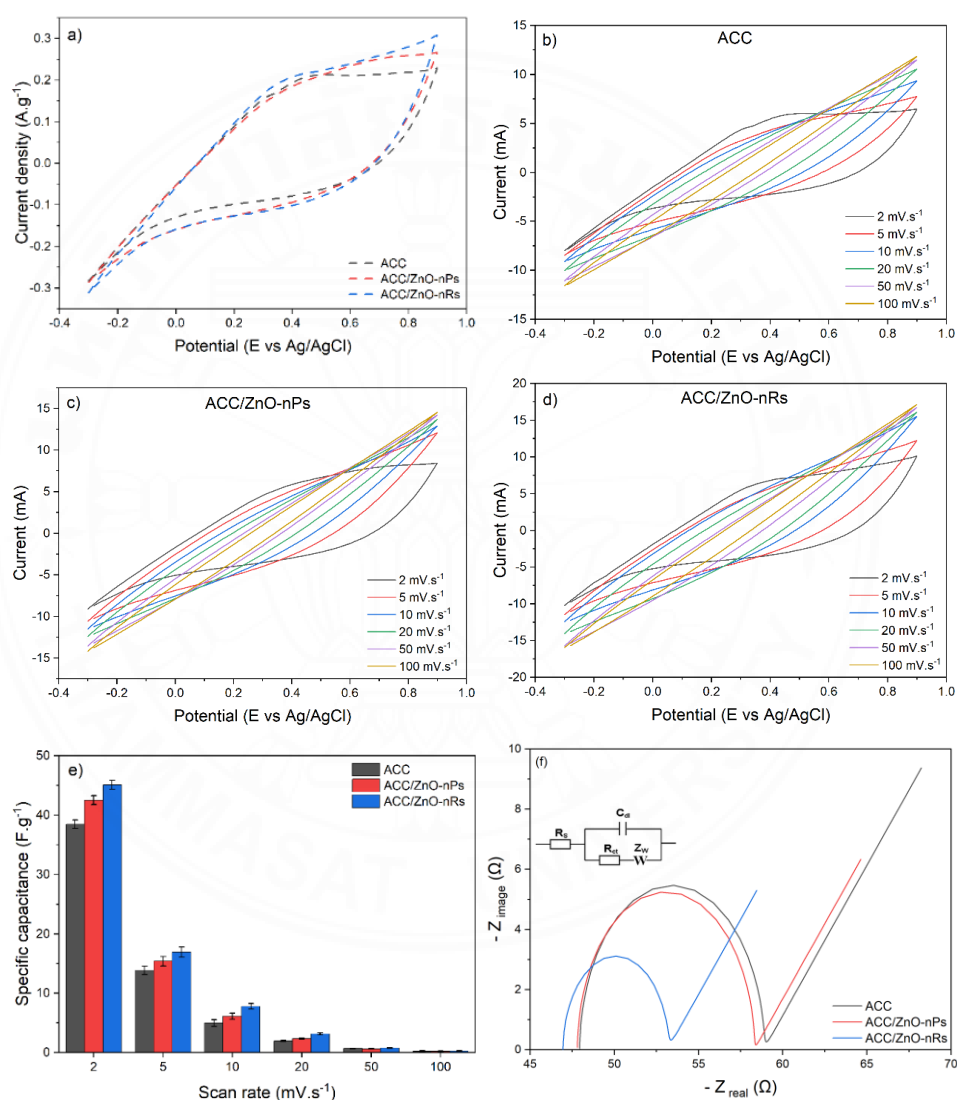 a)
Current density (A.g⁻¹)
0.3
0.2
0.1
0.0
-0.1
-0.2
-0.3
ACC
ACC/ZnO-nPs
ACC/ZnO-nRs
-0.4 -0.2 0.0 0.2 0.4 0.6 0.8 1.0
Potential (E vs Ag/AgCl)
b)
ACC
Current (mA)
15
10
5
0
-5
-10
-15
2 mV.s⁻¹
5 mV.s⁻¹
10 mV.s⁻¹
20 mV.s⁻¹
50 mV.s⁻¹
100 mV.s⁻¹
-0.4 -0.2 0.0 0.2 0.4 0.6 0.8 1.0
Potential (E vs Ag/AgCl)
c)
ACC/ZnO-nPs
Current (mA)
15
10
5
0
-5
-10
-15
2 mV.s⁻¹
5 mV.s⁻¹
10 mV.s⁻¹
20 mV.s⁻¹
50 mV.s⁻¹
100 mV.s⁻¹
-0.4 -0.2 0.0 0.2 0.4 0.6 0.8 1.0
Potential (E vs Ag/AgCl)
d)
ACC/ZnO-nRs
Current (mA)
20
15
10
5
0
-5
-10
-15
-20
2 mV.s⁻¹
5 mV.s⁻¹
10 mV.s⁻¹
20 mV.s⁻¹
50 mV.s⁻¹
100 mV.s⁻¹
-0.4 -0.2 0.0 0.2 0.4 0.6 0.8 1.0
Potential (E vs Ag/AgCl)
e)
Specific capacitance (F.g⁻¹)
50
40
30
20
10
0
ACC
ACC/ZnO-nPs
ACC/ZnO-nRs
2 5 10 20 50 100
Scan rate (mV.s⁻¹)
(f)
- Z image (Ω)
10
8
6
4
2
0
Rs
Cdl
Rct
Zw
W
ACC
ACC/ZnO-nPs
ACC/ZnO-nRs
45 50 55 60 65 70
- Z real (Ω)